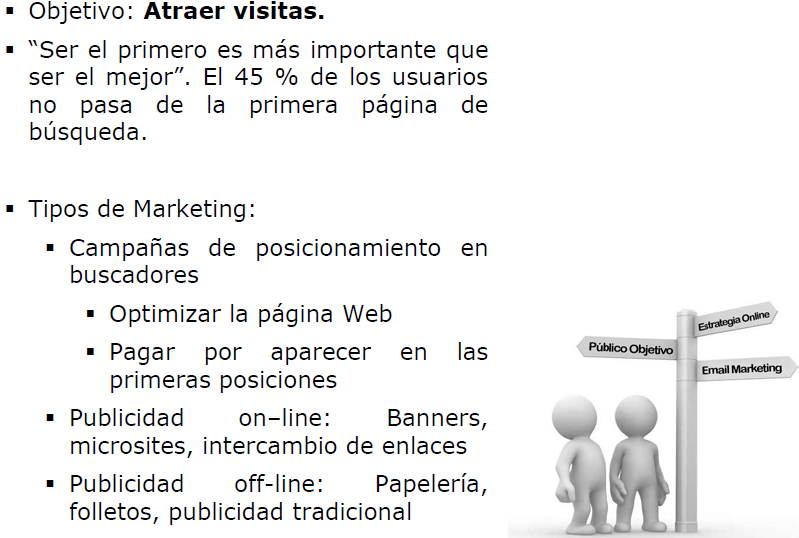 ▪ Objetivo: Atraer visitas.
▪ “Ser el primero es más importante que
ser el mejor”. El 45 % de los usuarios
no pasa de la primera página de
búsqueda.
▪ Tipos de Marketing:
▪ Campañas de posicionamiento en
buscadores
▪ Optimizar la página Web
▪ Pagar por aparecer en las
primeras posiciones
▪ Publicidad on–line: Banners,
microsites, intercambio de enlaces
▪ Publicidad off-line: Papelería,
folletos, publicidad tradicional
Estrategia Online
Público Objetivo
Email Marketing